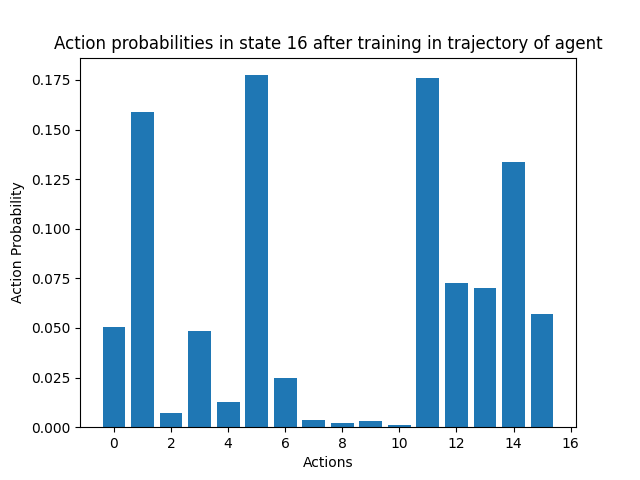 Action probabilities in state 16 after training in trajectory of agent
0.175
0.150
0.125
0.100
0.075
0.050
0.025
0.000
Action Probability
0 2 4 6 8 10 12 14 16
Actions